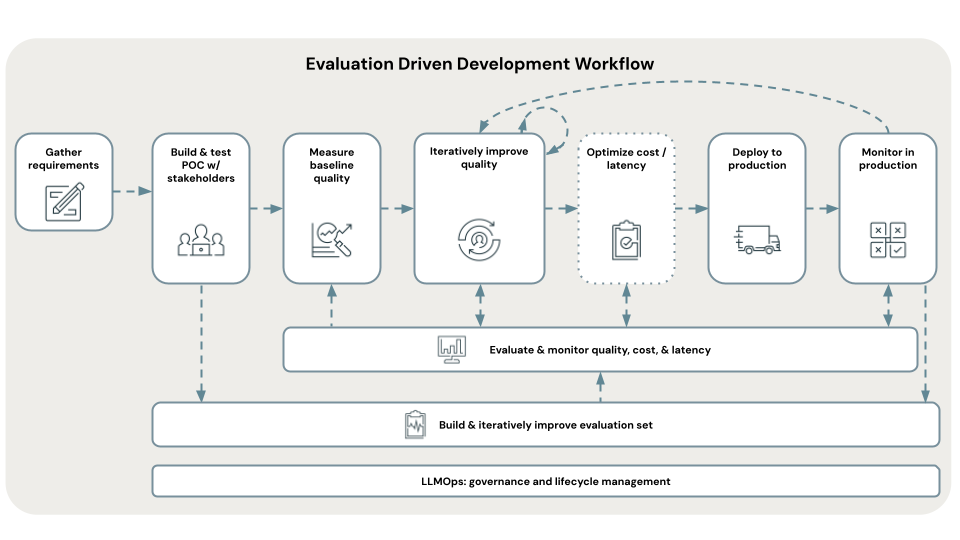 Evaluation Driven Development Workflow
Gather
requirements
Build & test
POC w/
stakeholders
Measure
baseline
quality
Iteratively improve
quality
Optimize cost /
latency
Deploy to
production
Monitor in
production
Evaluate & monitor quality, cost, & latency
Build & iteratively improve evaluation set
LLMOps: governance and lifecycle management